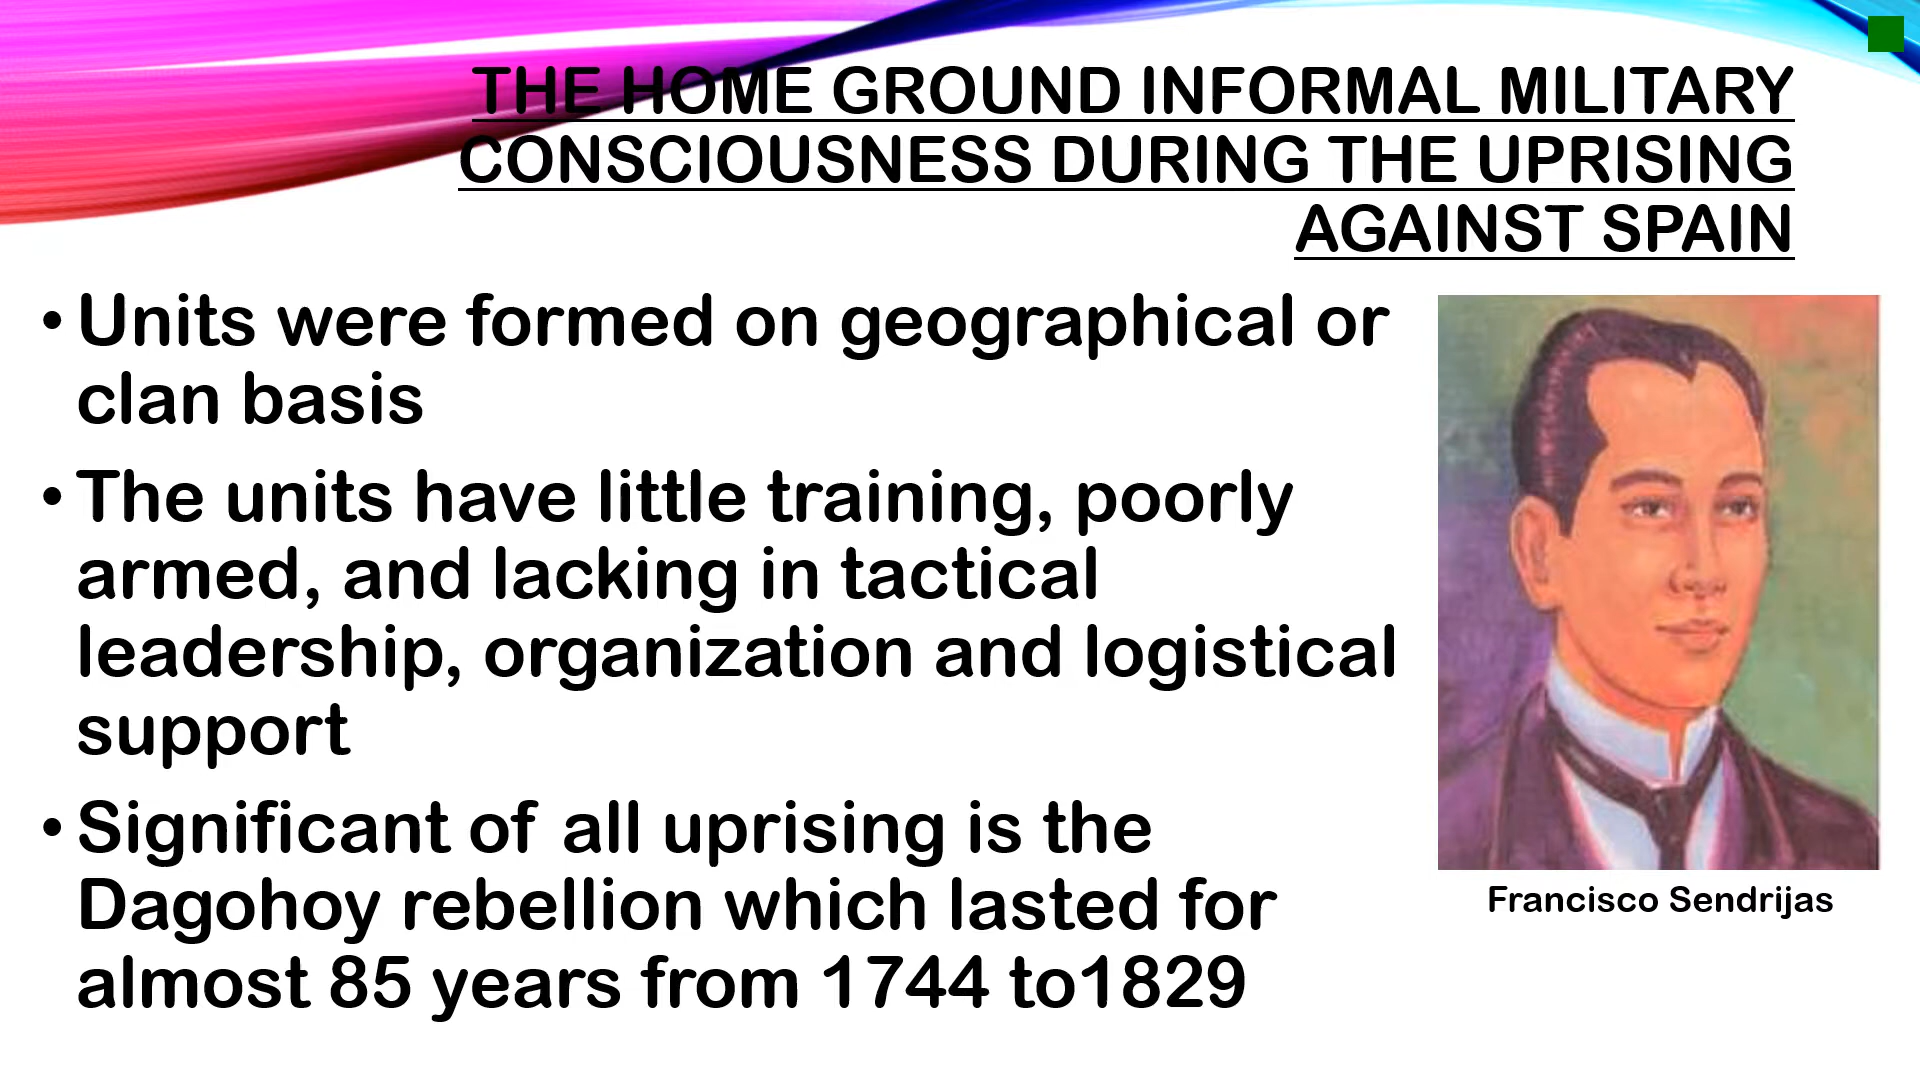 THE HOME GROUND INFORMAL MILITARY
CONSCIOUSNESS DURING THE UPRISING
AGAINST SPAIN
• Units were formed on geographical or
clan basis
• The units have little training, poorly
armed, and lacking in tactical
leadership, organization and logistical
support
• Significant of all uprising is the
Dagohoy rebellion which lasted for
almost 85 years from 1744 to1829
Francisco Sendrijas